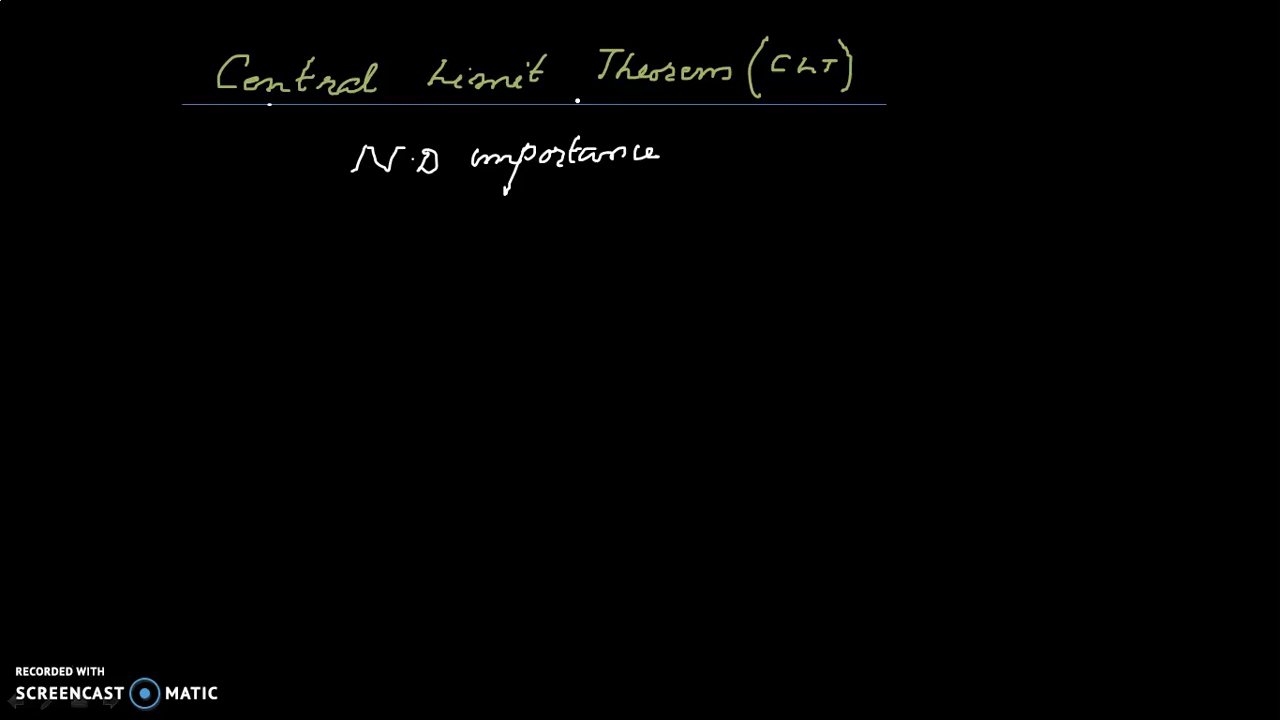 Central Limit Theorem (CLT)
N.D importance
RECORDED WITH
SCREENCAST MATIC